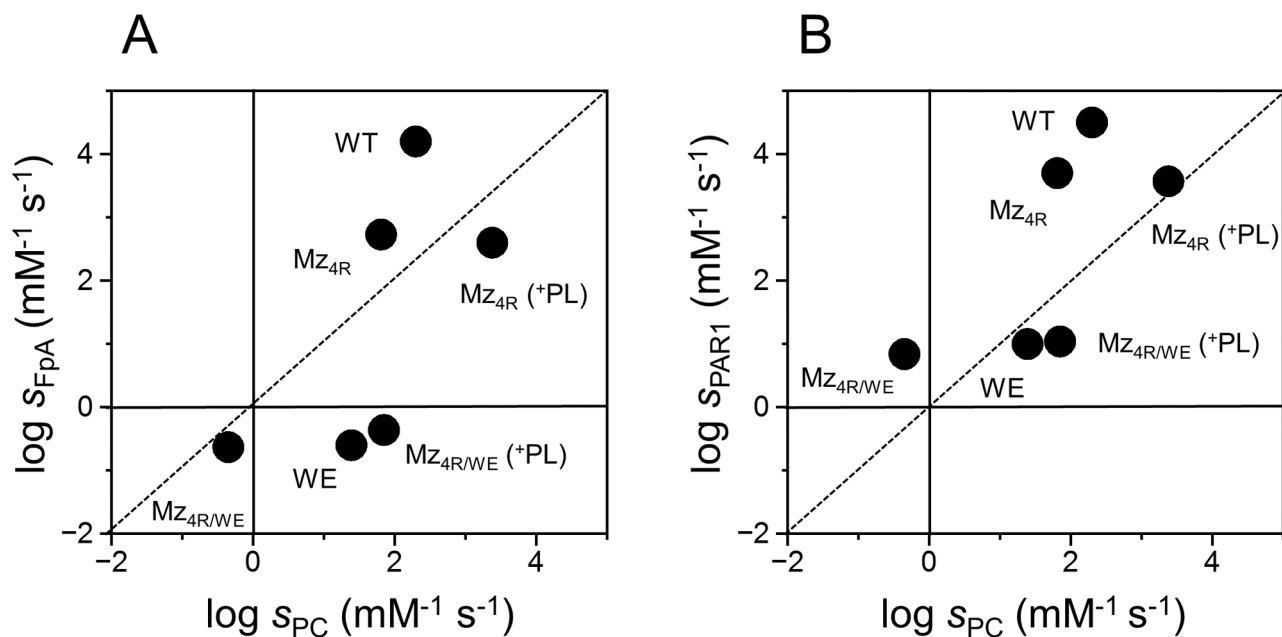 A
4
2
0
−2
−2
0
2
4
log sFpA (mM-1 s-1)
log sPC (mM-1 s-1)
WT
Mz4R
Mz4R (+PL)
WE
Mz4R/WE (+PL)
Mz4R/WE
B
4
2
0
−2
−2
0
2
4
log sPAR1 (mM-1 s-1)
log sPC (mM-1 s-1)
WT
Mz4R
Mz4R (+PL)
Mz4R/WE (+PL)
Mz4R/WE
WE